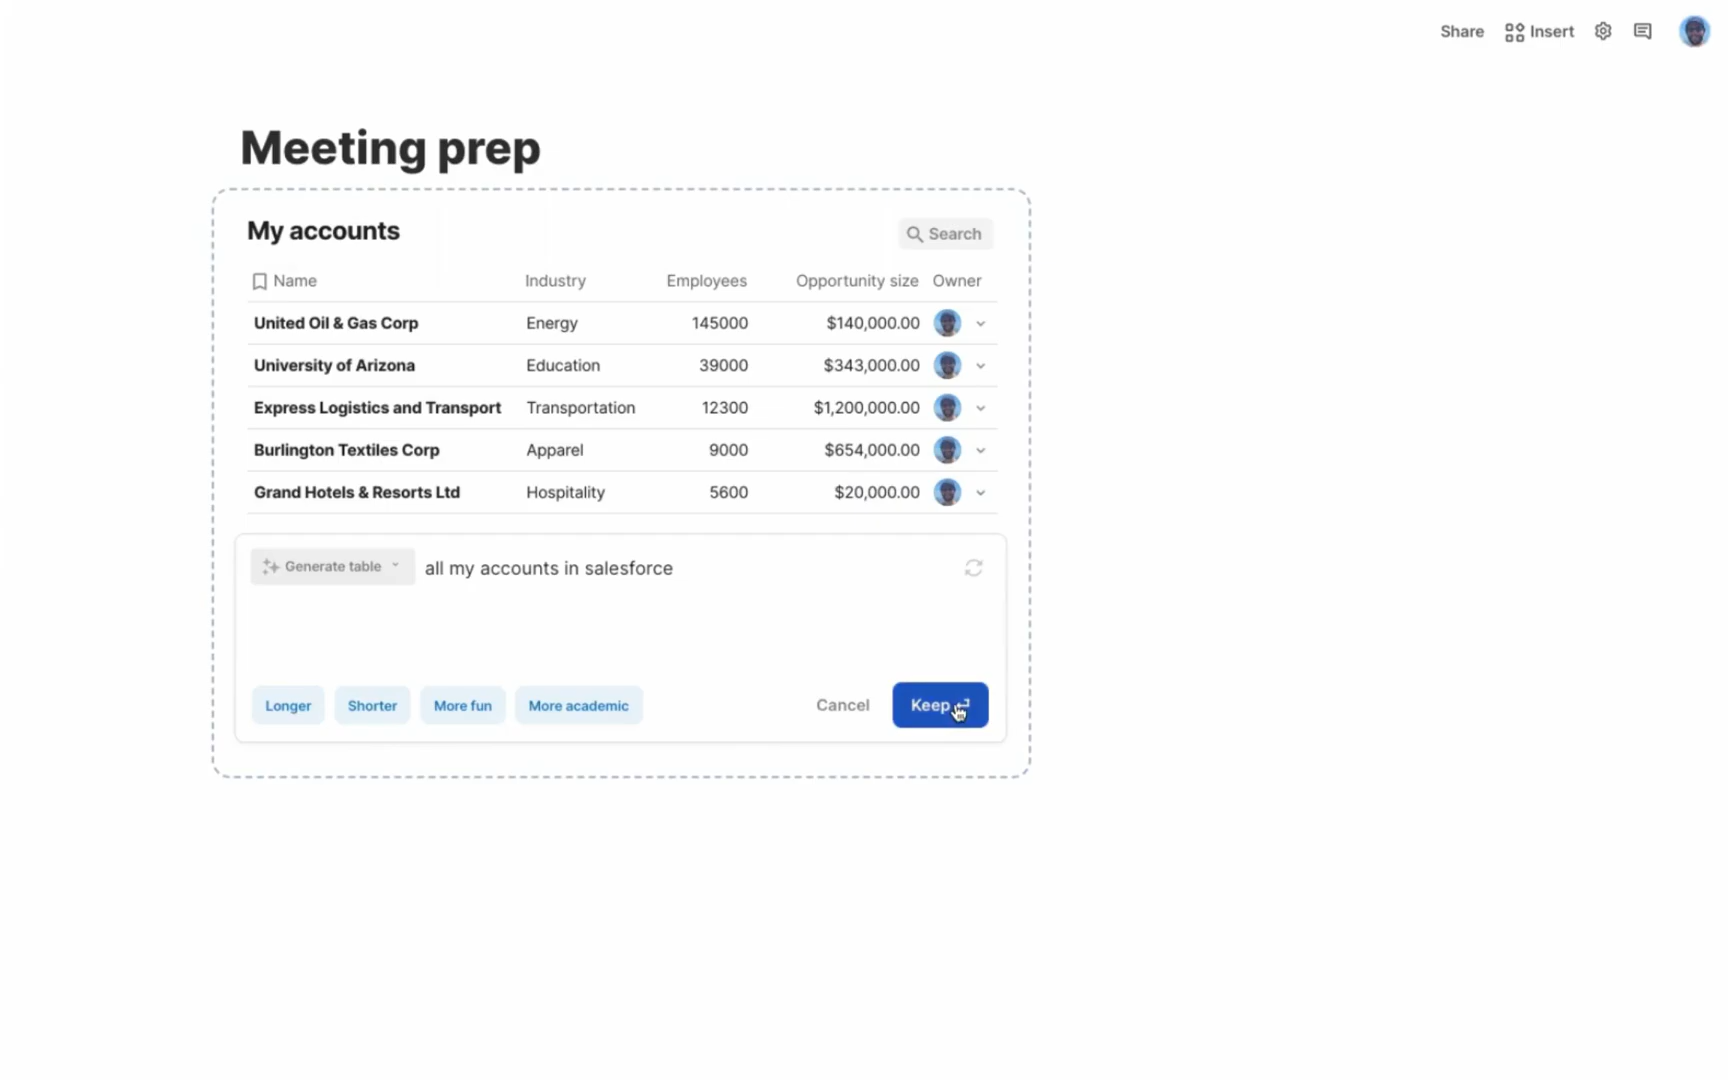 Share Insert
Meeting prep
My accounts
Search
Name Industry Employees Opportunity size Owner
United Oil & Gas Corp Energy 145000 $140,000.00
University of Arizona Education 39000 $343,000.00
Express Logistics and Transport Transportation 12300 $1,200,000.00
Burlington Textiles Corp Apparel 9000 $654,000.00
Grand Hotels & Resorts Ltd Hospitality 5600 $20,000.00
Generate table all my accounts in salesforce
Longer Shorter More fun More academic Cancel Keep